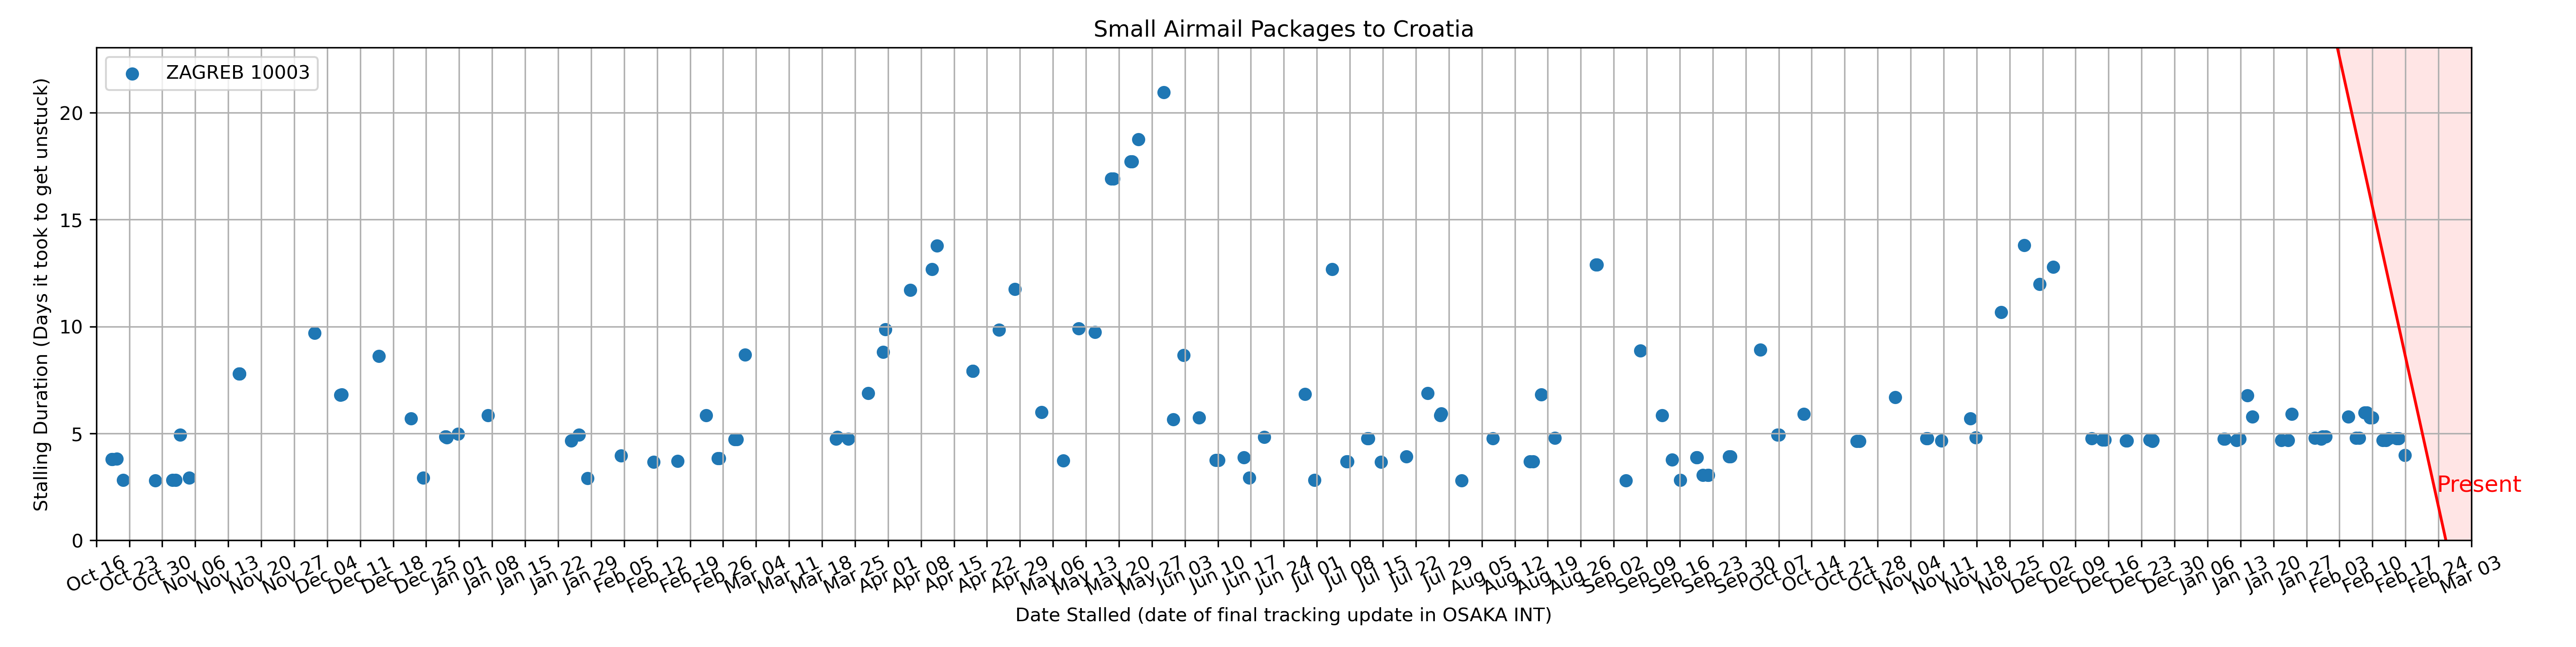 Small Airmail Packages to Croatia
ZAGREB 10003
Stalling Duration (Days it took to get unstuck)
20
15
10
5
0
Present
Oct 16 Oct 23 Oct 30 Nov 06 Nov 13 Nov 20 Nov 27 Dec 04 Dec 11 Dec 18 Dec 25 Jan 01 Jan 08 Jan 15 Jan 22 Jan 29 Feb 05 Feb 12 Feb 19 Feb 26 Mar 04 Mar 11 Mar 18 Mar 25 Apr 01 Apr 08 Apr 15 Apr 22 Apr 29 May 06 May 13 May 20 May 27 Jun 03 Jun 10 Jun 17 Jun 24 Jul 01 Jul 08 Jul 15 Jul 22 Jul 29 Aug 05 Aug 12 Aug 19 Aug 26 Sep 02 Sep 09 Sep 16 Sep 23 Sep 30 Oct 07 Oct 14 Oct 21 Oct 28 Nov 04 Nov 11 Nov 18 Nov 25 Dec 02 Dec 09 Dec 16 Dec 23 Dec 30 Jan 06 Jan 13 Jan 20 Jan 27 Feb 03 Feb 10 Feb 17 Feb 24 Mar 03
Date Stalled (date of final tracking update in OSAKA INT)